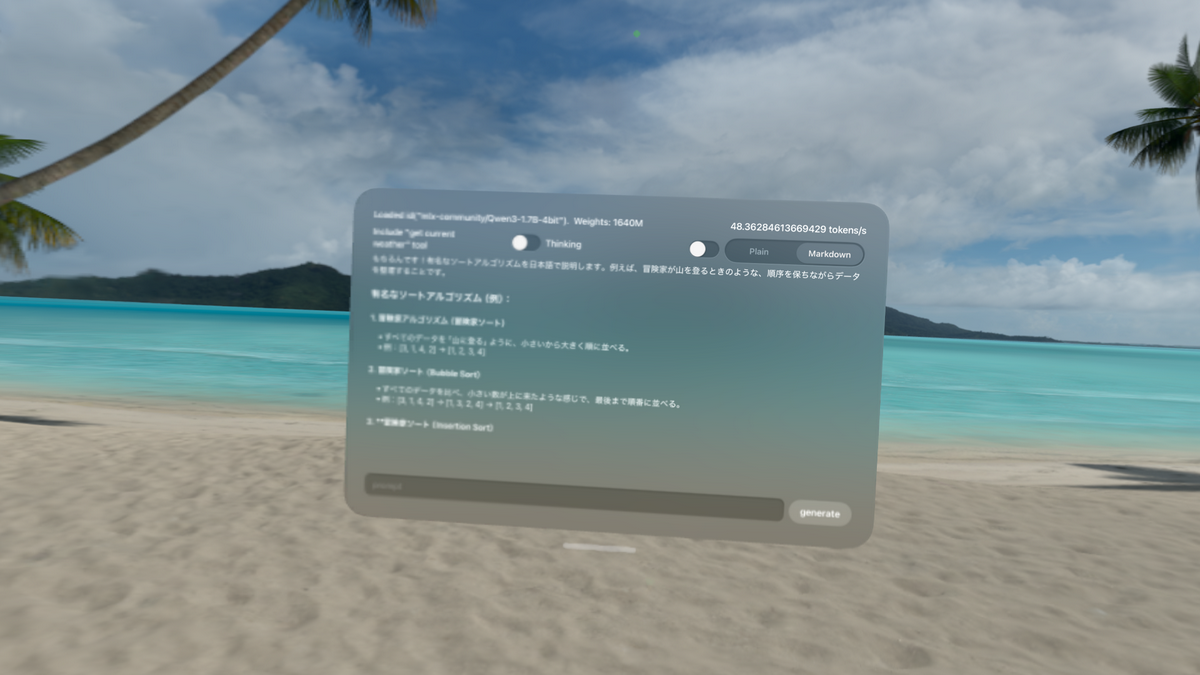 Loaded id("mlx-community/Qwen3-1.7B-4bit"). Weights: 1640M
48.36284613669429 tokens/s
Include "get current weather" tool
Thinking
Plain
Markdown
もちろんです！有名なソートアルゴリズムを日本語で説明します。例えば、冒険家が山を登るときのような、順序を保ちながらデータ
を整理することです。
有名なソートアルゴリズム（例）：
1. 冒険家アルゴリズム（冒険家ソート）
• すべてのデータを「山に登る」ように、小さいから大きく順に並べる。
• 例：[3, 1, 4, 2] → [1, 2, 3, 4]
冒険家ソート（Bubble Sort）
• すべてのデータを比べ、小さい数が上に来たような感じで、最後まで順番に並べる。
• 例：[3, 1, 4, 2] → [1, 3, 2, 4] → [1, 2, 3, 4]
3. **冒険家ソート（Insertion Sort）
prompt
generate